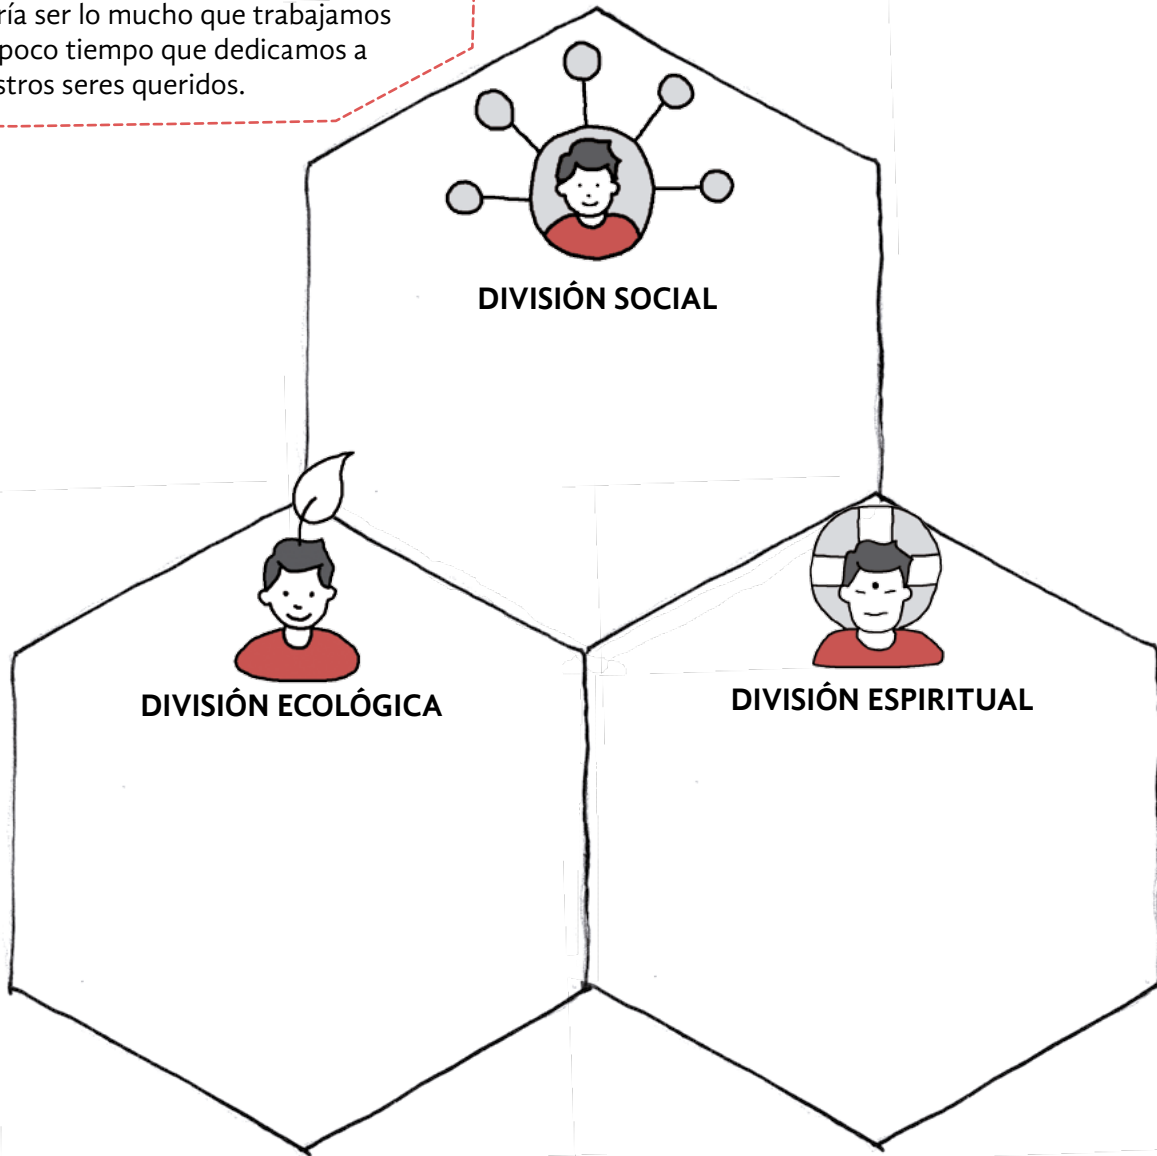 ría ser lo mucho que trabajamos
poco tiempo que dedicamos a
stros seres queridos.
DIVISIÓN SOCIAL
DIVISIÓN ECOLÓGICA
DIVISIÓN ESPIRITUAL